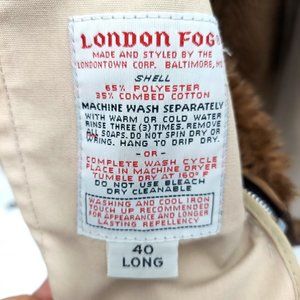 LONDON FOG
MADE AND STYLED BY THE
LONDONTOWN CORP. BALTIMORE, MD
SHELL
65% POLYESTER
35% COMBED COTTON
MACHINE WASH SEPARATELY
WITH WARM OR COLD WATER
RINSE THREE (3) TIMES. REMOVE
ALL SOAPS. DO NOT SPIN DRY OR
WRING. HANG TO DRIP DRY.
-OR-
COMPLETE WASH CYCLE
PLACE IN MACHINE DRYER
TUMBLE DRY AT 160°F
DO NOT USE BLEACH
DRY CLEANABLE
WASHING AND COOL IRON
TOUCH UP RECOMMENDED
FOR APPEARANCE AND LONGER
LASTING REPELLENCY
40
LONG